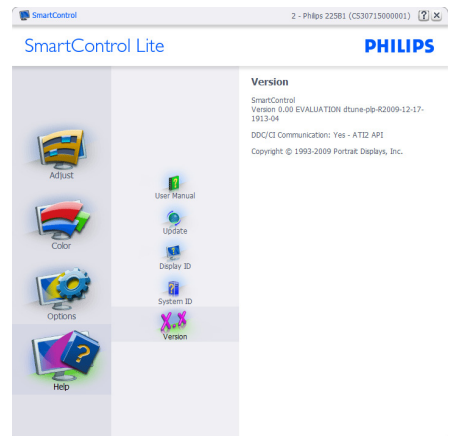 SmartControl
2 - Philips 225B1 (CS30715000001) ? X
SmartControl Lite
PHILIPS
Adjust
Color
Options
? Help
? User Manual
Update
Display ID
? System ID
X.X
Version
Version
SmartControl
Version 0.00 EVALUATION dtune-plp-R2009-12-17-
1913-04
DDC/CI Communication: Yes - ATI2 API
Copyright © 1993-2009 Portrait Displays, Inc.